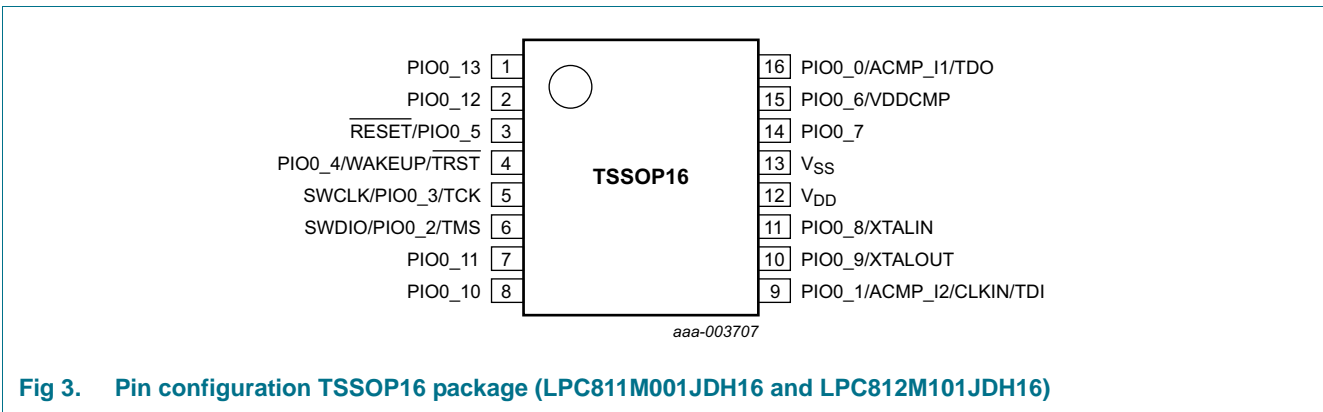 PIO0_13 1
PIO0_12 2
RESET/PIO0_5 3
PIO0_4/WAKEUP/TRST 4
SWCLK/PIO0_3/TCK 5
SWDIO/PIO0_2/TMS 6
PIO0_11 7
PIO0_10 8
TSSOP16
16 PIO0_0/ACMP_I1/TDO
15 PIO0_6/VDDCMP
14 PIO0_7
13 VSS
12 VDD
11 PIO0_8/XTALIN
10 PIO0_9/XTALOUT
9 PIO0_1/ACMP_I2/CLKIN/TDI
aaa-003707
Fig 3. Pin configuration TSSOP16 package (LPC811M001JDH16 and LPC812M101JDH16)